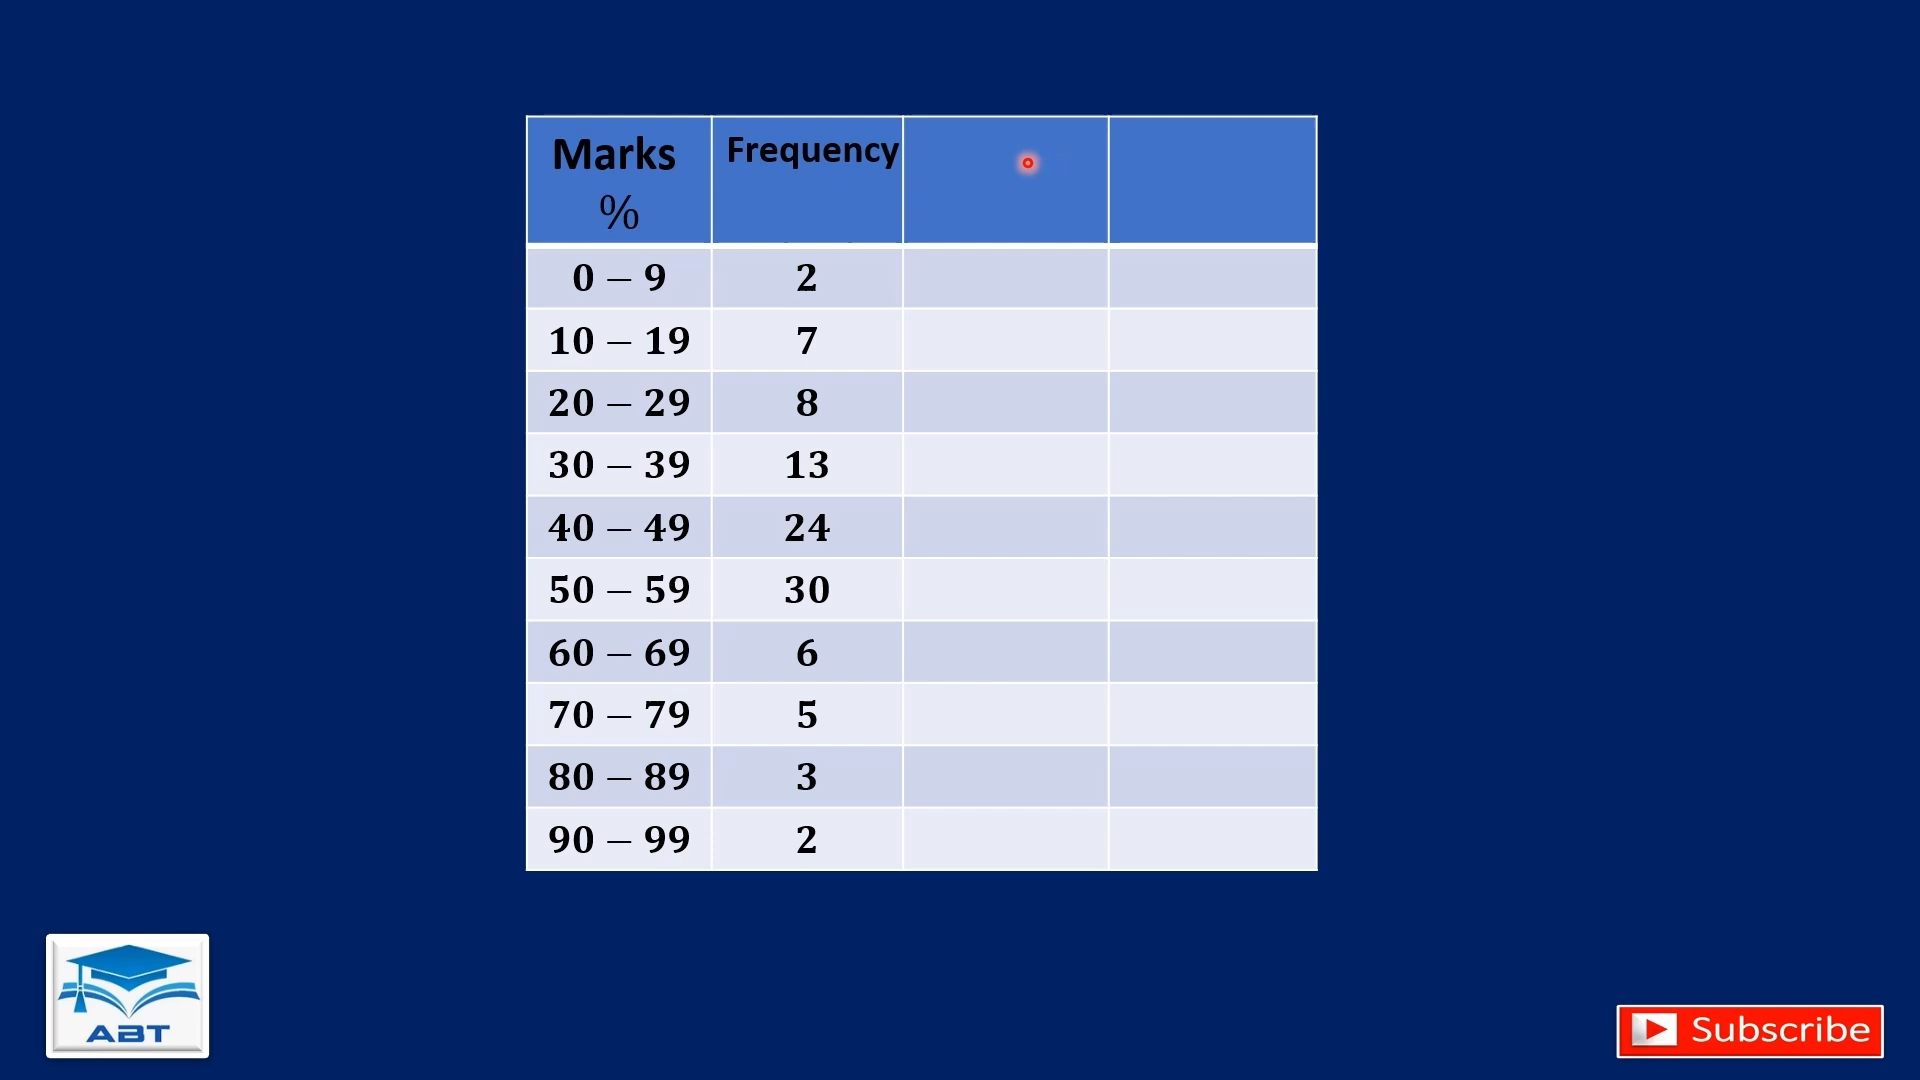 Marks Frequency
%
0 – 9 2
10 – 19 7
20 – 29 8
30 – 39 13
40 – 49 24
50 – 59 30
60 – 69 6
70 – 79 5
80 – 89 3
90 – 99 2
ABT
Subscribe